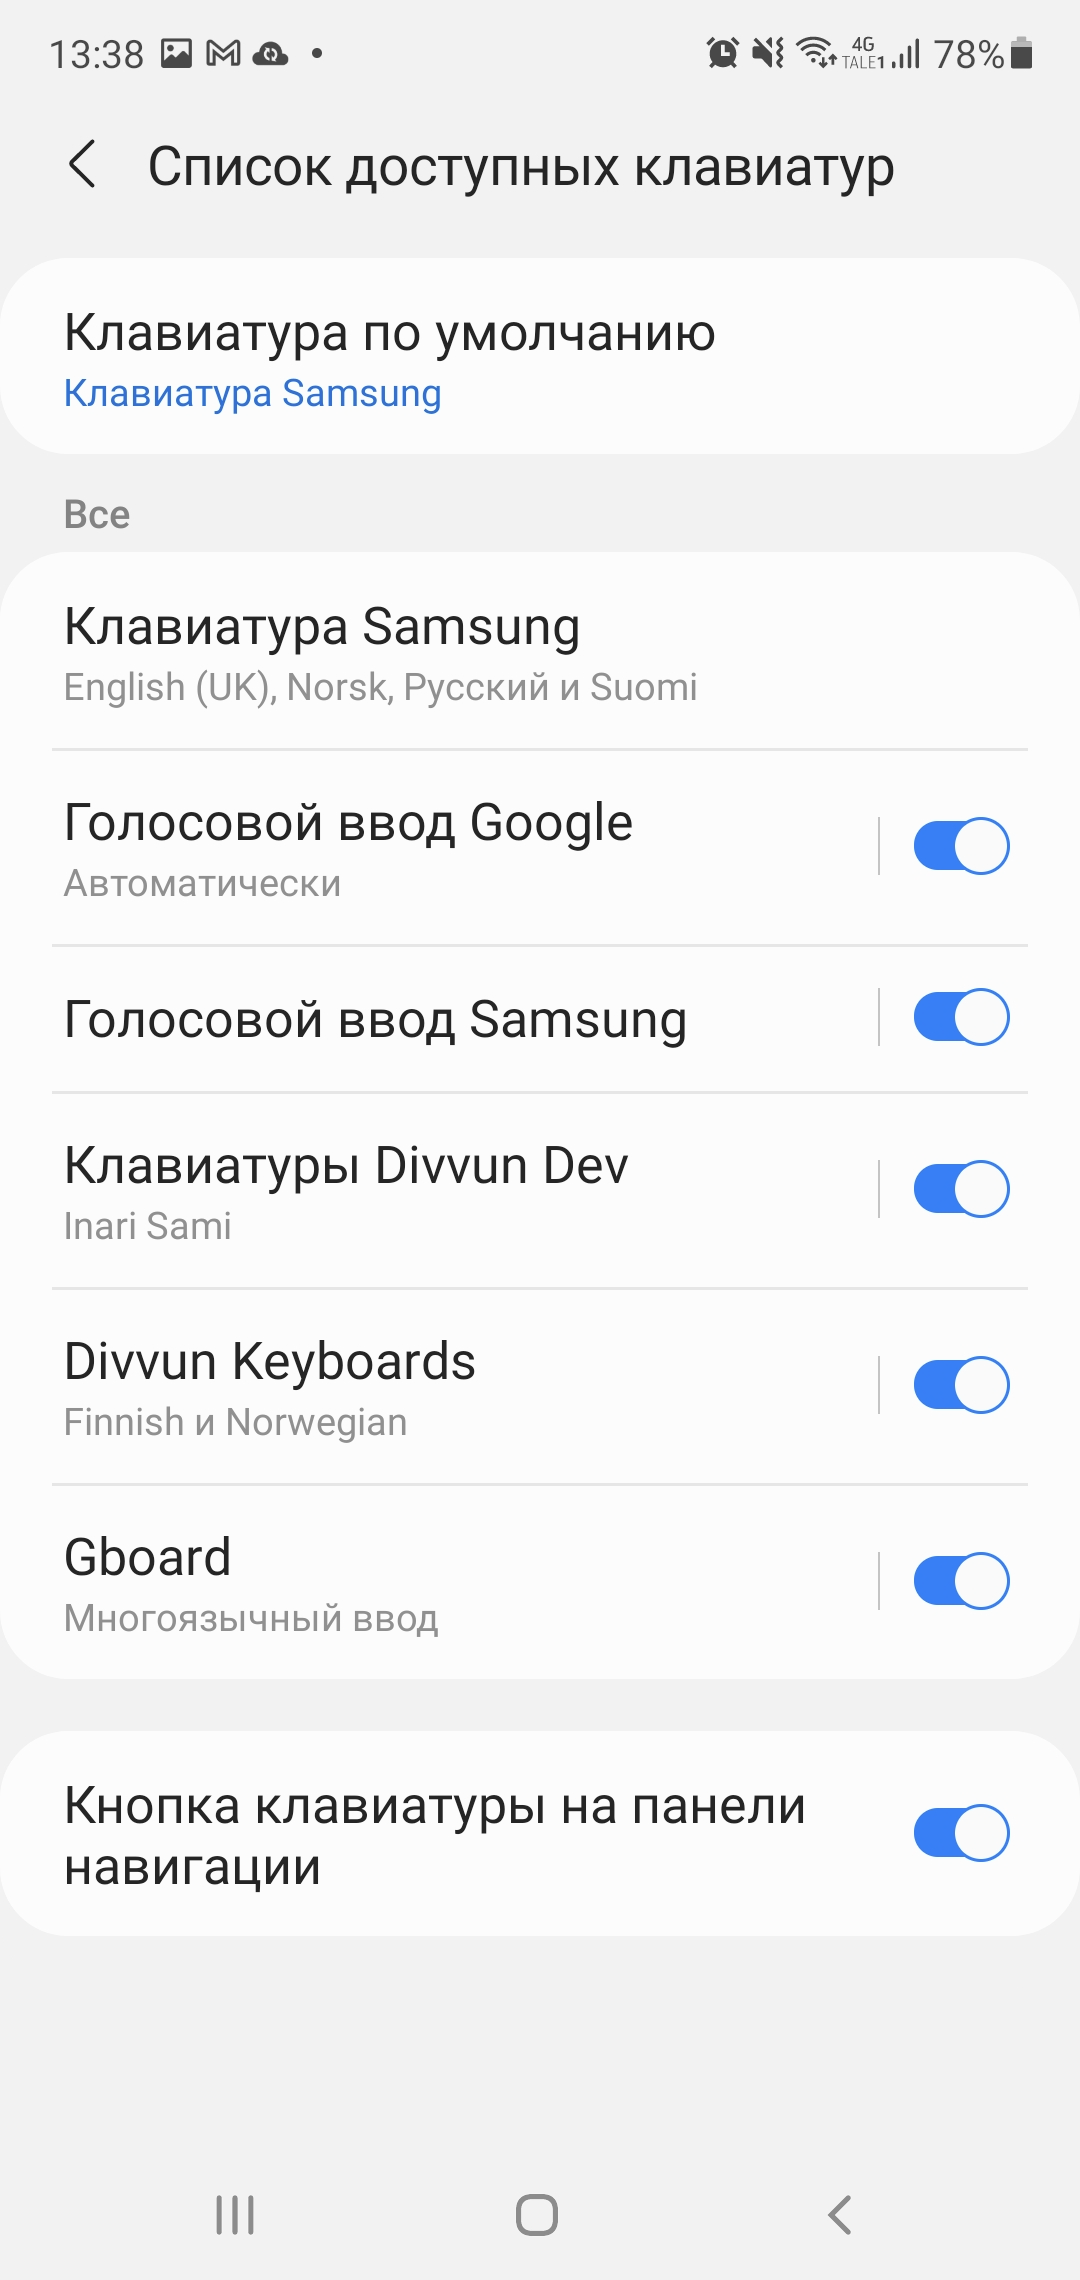 13:38
4G
TALE1
78%
Список доступных клавиатур
Клавиатура по умолчанию
Клавиатура Samsung
Все
Клавиатура Samsung
English (UK), Norsk, Русский и Suomi
Голосовой ввод Google
Автоматически
Голосовой ввод Samsung
Клавиатуры Divvun Dev
Inari Sami
Divvun Keyboards
Finnish и Norwegian
Gboard
Многоязычный ввод
Кнопка клавиатуры на панели
навигации